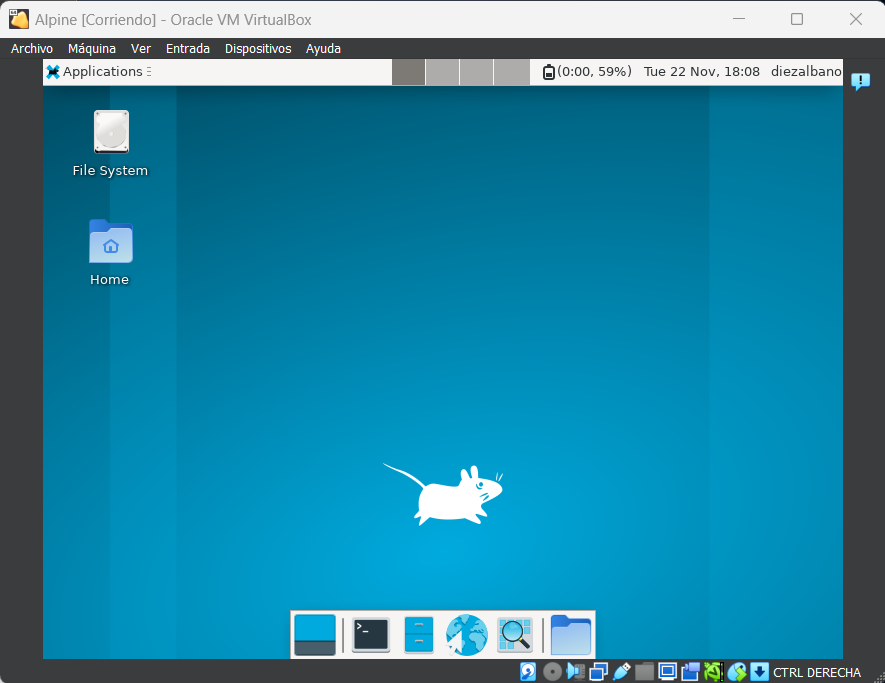 Alpine [Corriendo] - Oracle VM VirtualBox
Archivo Máquina Ver Entrada Dispositivos Ayuda
Applications (0:00, 59%) Tue 22 Nov, 18:08 diezalbano
File System
Home
CTRL DERECHA